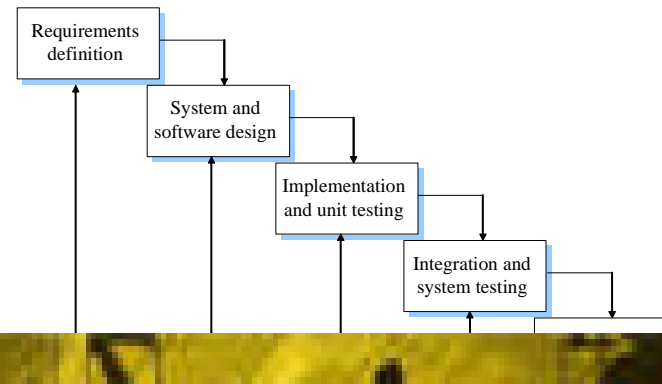 Requirements
definition
System and
software design
Implementation
and unit testing
Integration and
system testing